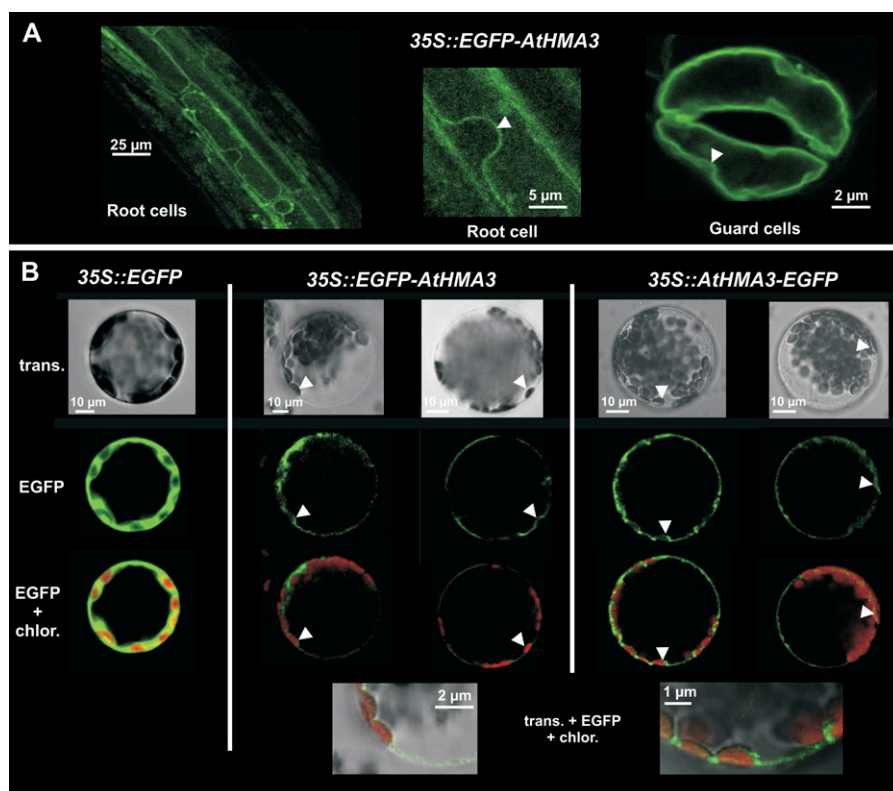 A
35S::EGFP-AtHMA3
25 µm
Root cells
5 µm
Root cell
2 µm
Guard cells
B
35S::EGFP
35S::EGFP-AtHMA3
35S::AtHMA3-EGFP
trans.
10 µm
10 µm
10 µm
10 µm
10 µm
EGFP
EGFP
+
chlor.
2 µm
trans. + EGFP
+ chlor.
1 µm